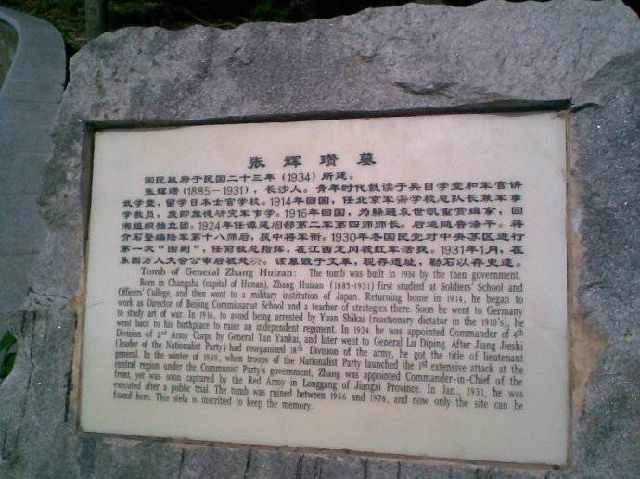 张辉瓒墓
国民政府于民国二十三年（1934）所建。
张辉瓒（1885—1931），长沙人。青年时代就读于兵目学堂和军官讲
武学堂，留学日本士官学校。1914年回国，任北京军需学校总队长兼军事
学教员，复即旅德研究军事学。1916年回国，为躲避袁世凯重赏缉拿，回
湘组织独立团。1924年任谭延闿部第二军第四师师长。后追随鲁涤平。蒋
介石整编陆军第十八师后，获中将军衔。1930年冬国民党对中央苏区进行
第一次“围剿”，任前敌总指挥，在江西龙冈被红军活捉。1931年1月，在
东固万人大会公审后被处 。该墓毁于文革，现存遗址，勒石以存史迹。
Tomb of General Zhang Huizan: The tomb was built in 1934 by the then government.
Born in Changsha (capital of Hunan), Zhang Huizan (1885-1931) first studied at Soldiers' School and
Officers' College, and then went to a military institution of Japan. Returning home in 1914, he began to
work as Director of Beijing Commissariat School and a teacher of strategies there. Soon he went to Germany
to study art of war. In 1916, to avoid being arrested by Yuan Shikai (reactionary dictator in the 1910's), he
went back to his birthplace to raise an independent regiment. In 1924, he was appointed Commander of 4th
Division of 2nd Army Corps by General Tan Yankai, and later went to General Lu Diping. After Jiang Jieshi
(leader of the Nationalist Party) had reorganized 18th Division of the army, he got the title of lieutenant
general. In the winter of 1930, when troops of the Nationalist Party launched the 1st extensive attack at the
central region under the Communist Party's government, Zhang was appointed Commander-in-Chief of the
front, yet was soon captured by the Red Army in Longgang of Jiangxi Province. In Jan., 1931, he was
executed after a public trial. The tomb was ruined between 1966 and 1976, and now only the site can be
found here. This stela is inscribed to keep the memory.